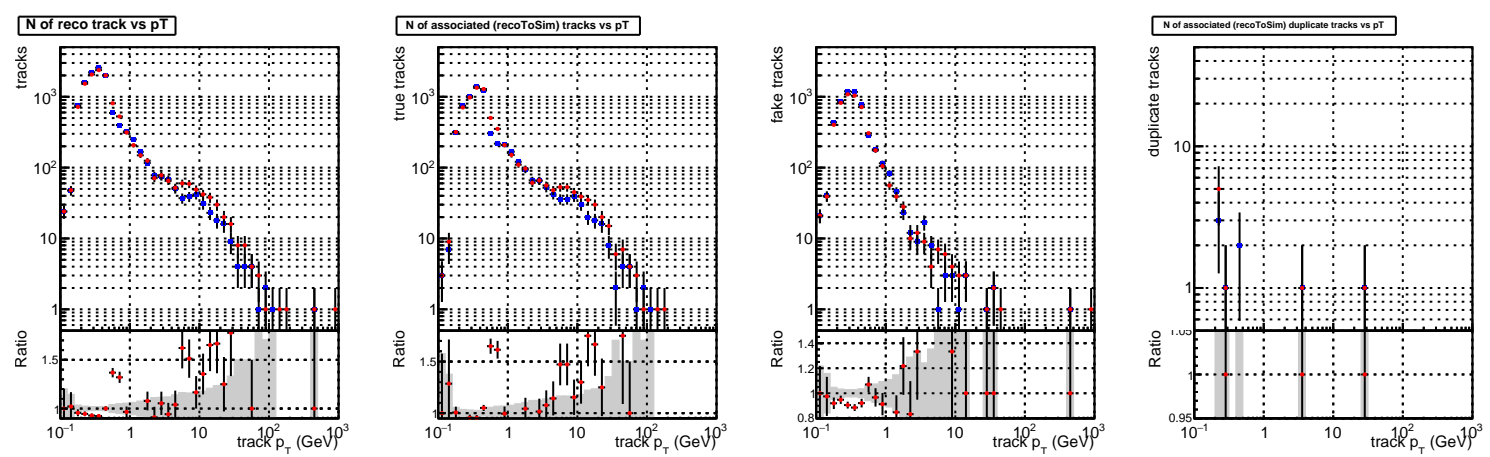 N of reco track vs pT
tracks
10³
10²
10
1
Ratio
1.5
1
10⁻¹ 1 10 10² 10³
track p_T (GeV)
N of associated (recoToSim) tracks vs pT
true tracks
10³
10²
10
1
Ratio
1.5
1
10⁻¹ 1 10 10² 10³
track p_T (GeV)
fake tracks
10³
10²
10
1
Ratio
1.4
1.2
1
0.8
10⁻¹ 1 10 10² 10³
track p_T (GeV)
N of associated (recoToSim) duplicate tracks vs pT
duplicate tracks
10
1
Ratio
1.05
1
0.95
10⁻¹ 1 10 10² 10³
track p_T (GeV)